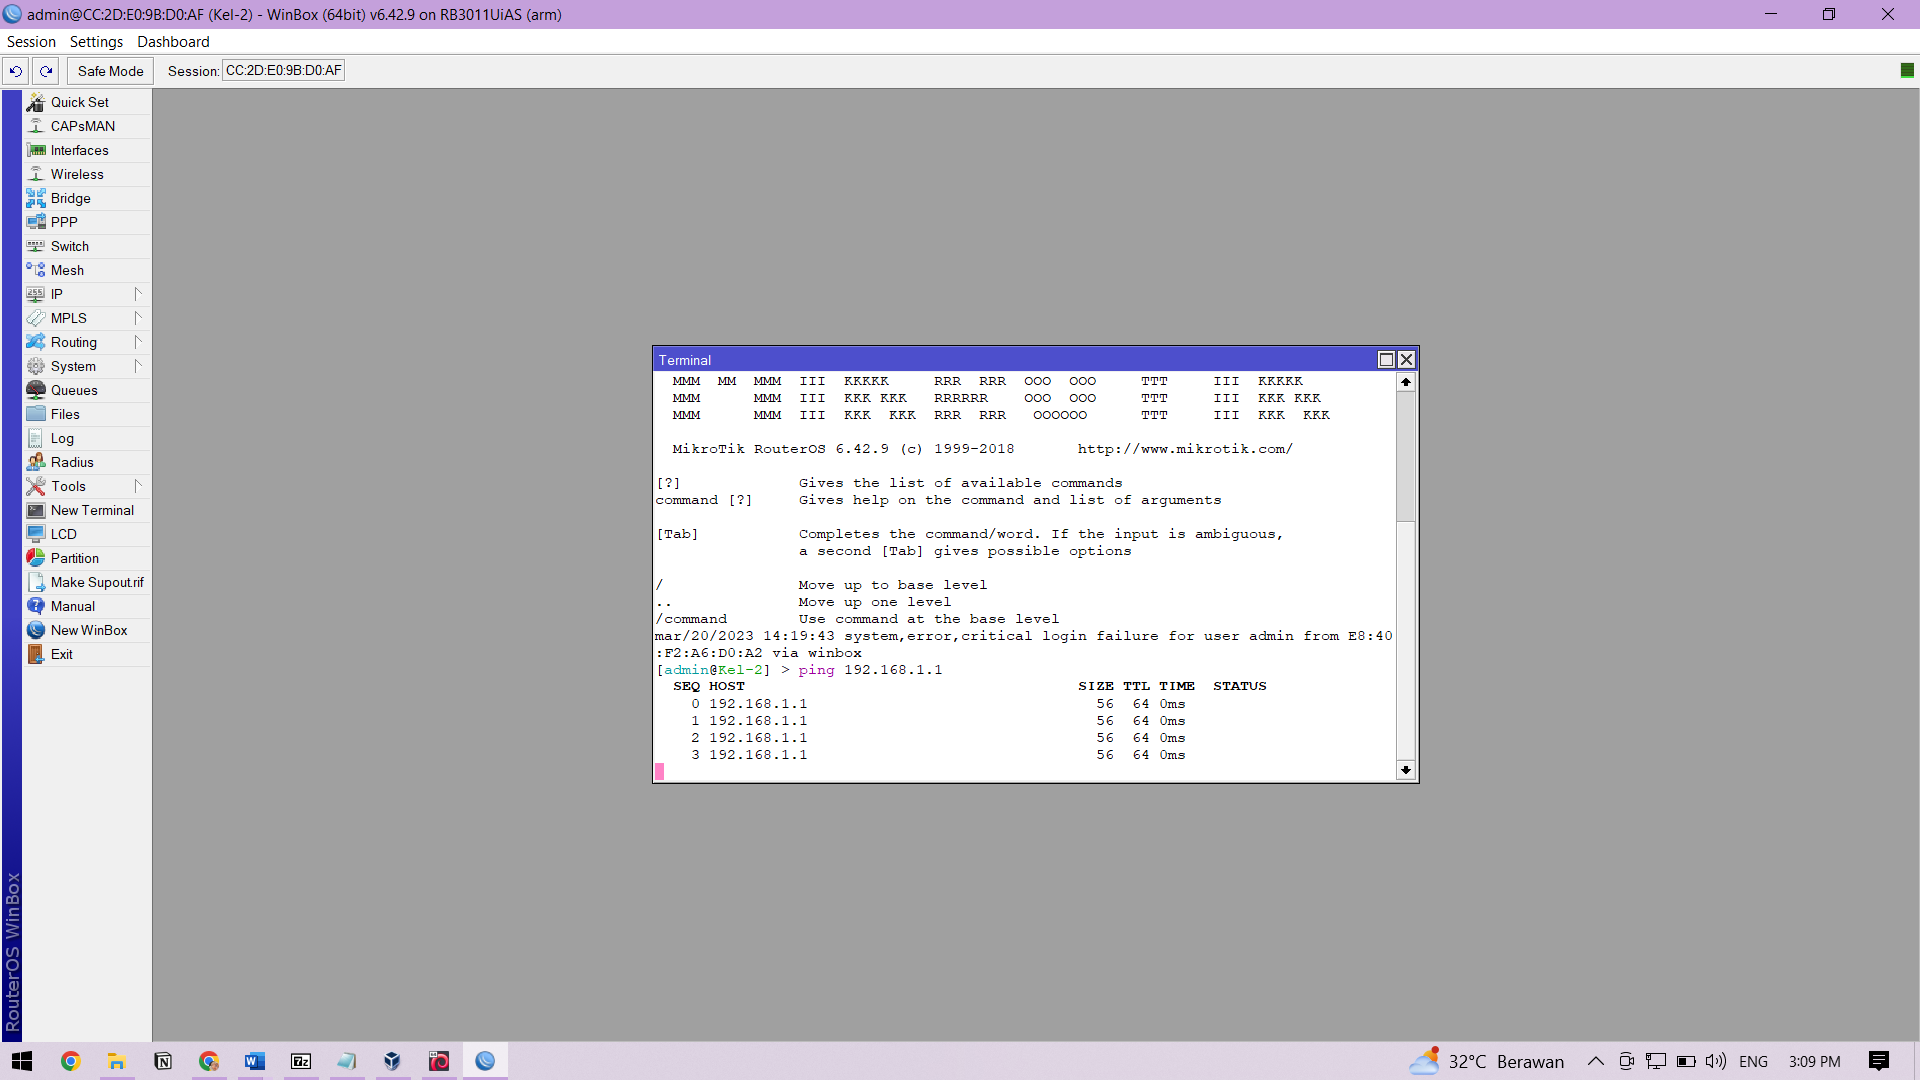 admin@CC:2D:E0:9B:D0:AF (Kel-2) - WinBox (64bit) v6.42.9 on RB3011UiAS (arm)
Session Settings Dashboard
Safe Mode Session: CC:2D:E0:9B:D0:AF
Quick Set
CAPsMAN
Interfaces
Wireless
Bridge
PPP
Switch
Mesh
IP
MPLS
Routing
System
Queues
Files
Log
Radius
Tools
New Terminal
LCD
Partition
Make Supout.rif
Manual
New WinBox
Exit
RouterOS WinBox
Terminal
MMM  MM  MMM  III  KKKKK     RRR  RRR  OOO  OOO     TTT     III  KKKKK
MMM      MMM  III  KKK KKK   RRRRRR    OOO  OOO     TTT     III  KKK KKK
MMM      MMM  III  KKK  KKK  RRR  RRR   OOOOOO      TTT     III  KKK  KKK
MikroTik RouterOS 6.42.9 (c) 1999-2018       http://www.mikrotik.com/
[?]             Gives the list of available commands
command [?]     Gives help on the command and list of arguments
[Tab]           Completes the command/word. If the input is ambiguous,
a second [Tab] gives possible options
/               Move up to base level
..              Move up one level
/command        Use command at the base level
mar/20/2023 14:19:43 system,error,critical login failure for user admin from E8:40
:F2:A6:D0:A2 via winbox
[admin@Kel-2] > ping 192.168.1.1
SEQ HOST                                     SIZE TTL TIME  STATUS
0 192.168.1.1                                56  64 0ms
1 192.168.1.1                                56  64 0ms
2 192.168.1.1                                56  64 0ms
3 192.168.1.1                                56  64 0ms
32°C Berawan ENG 3:09 PM